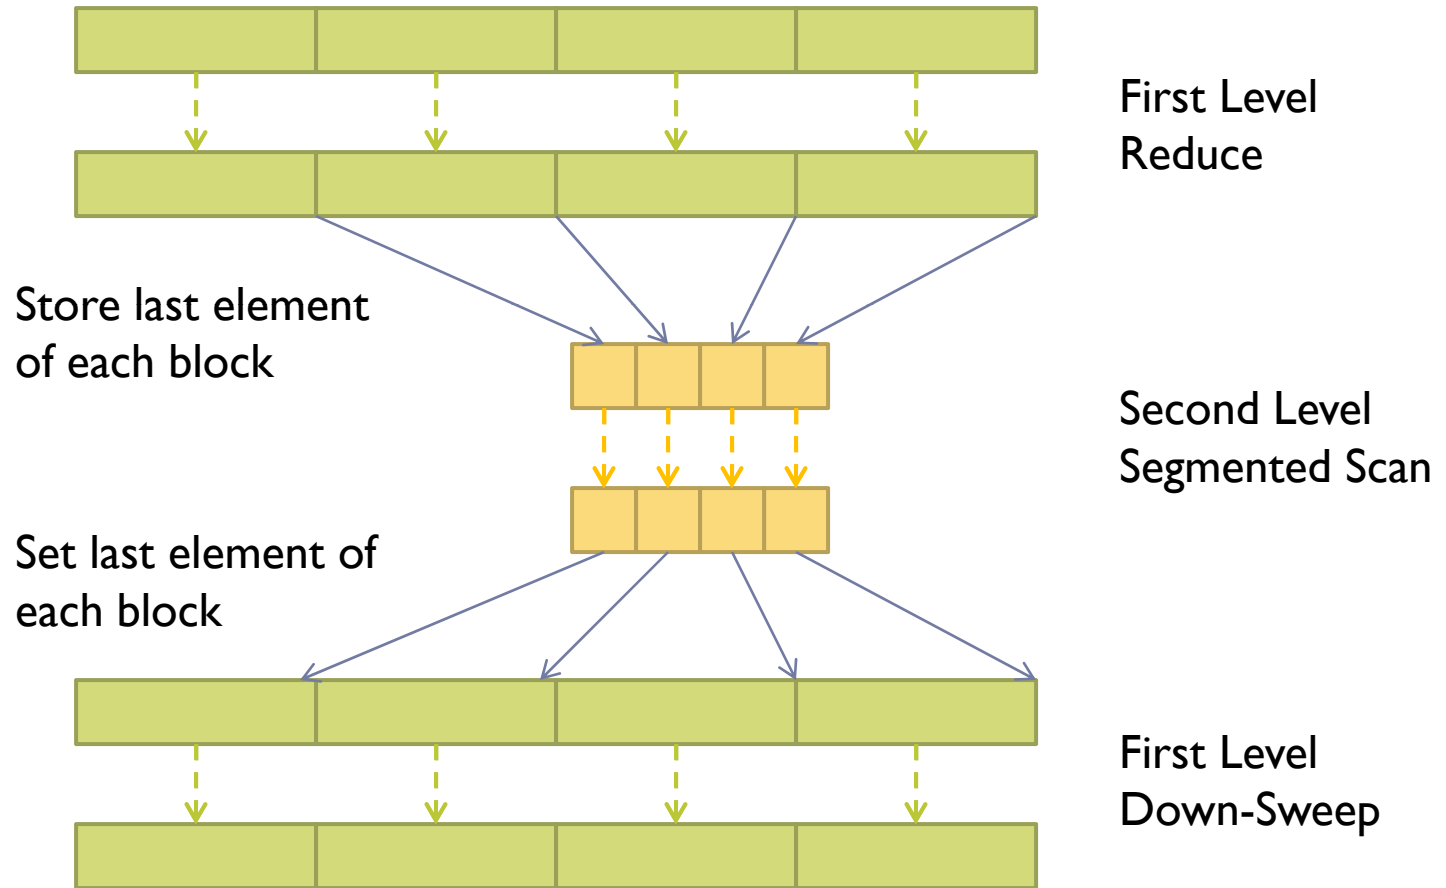 First Level
Reduce
Store last element
of each block
Second Level
Segmented Scan
Set last element of
each block
First Level
Down-Sweep